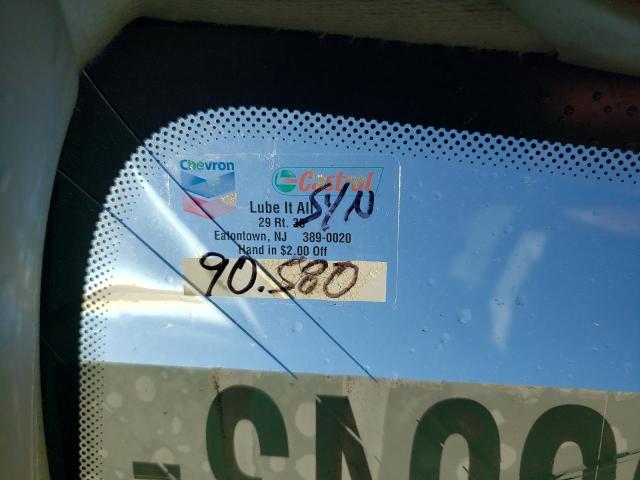 Chevron
Castrol
Lube It All
SYN
29 Rt. 35
Eatontown, NJ 389-0020
Hand in $2.00 Off
90.580